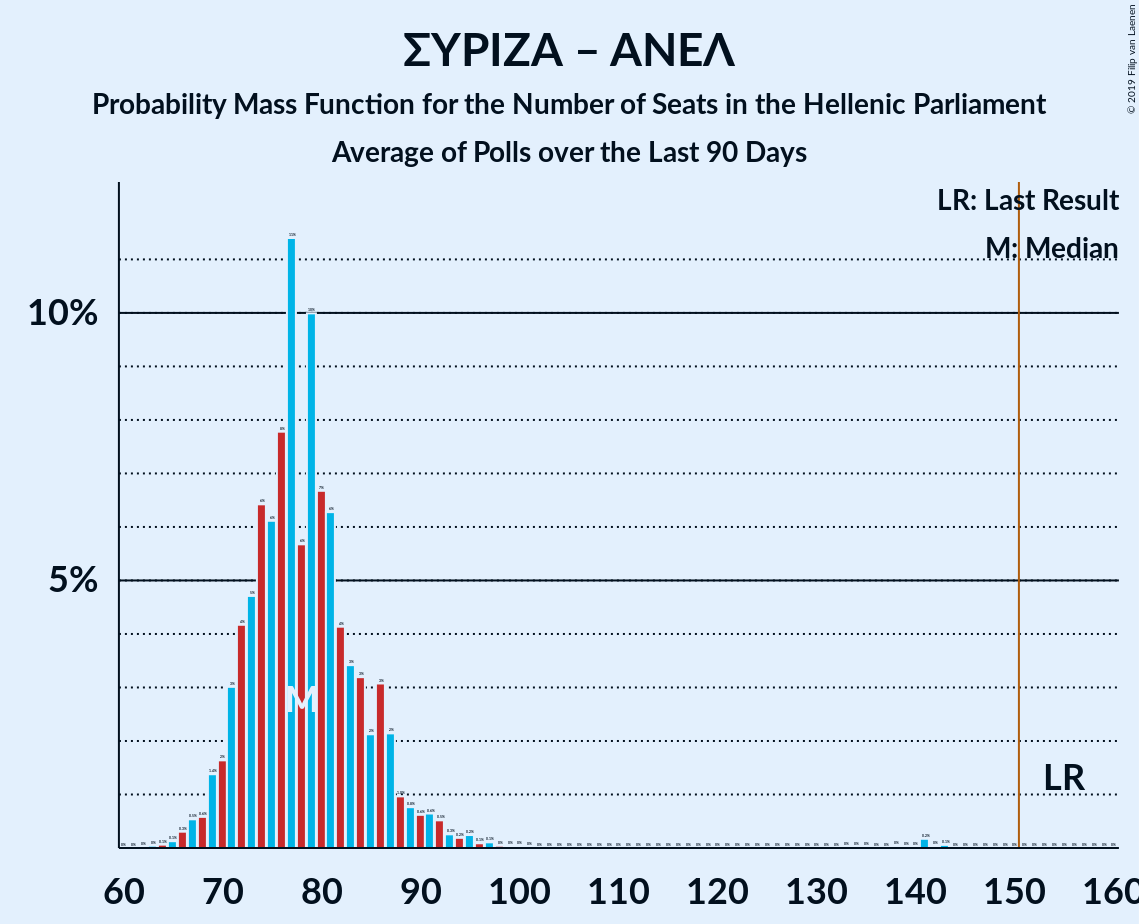 ΣΥΡΙΖΑ – ΑΝΕΛ
Probability Mass Function for the Number of Seats in the Hellenic Parliament
Average of Polls over the Last 90 Days
© 2019 Filip van Laenen
LR: Last Result
M: Median
10%
5%
M
LR
60 70 80 90 100 110 120 130 140 150 160